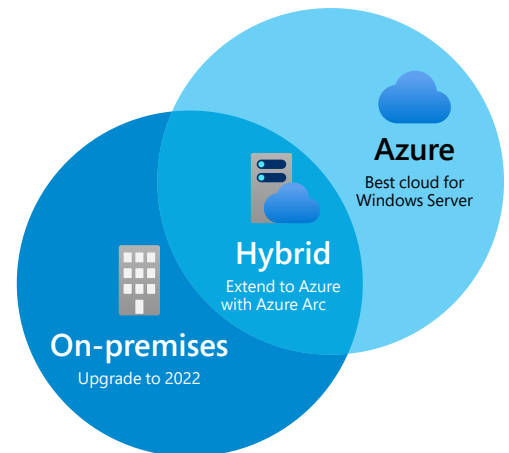 Azure
Best cloud for
Windows Server
Hybrid
Extend to Azure
with Azure Arc
On-premises
Upgrade to 2022